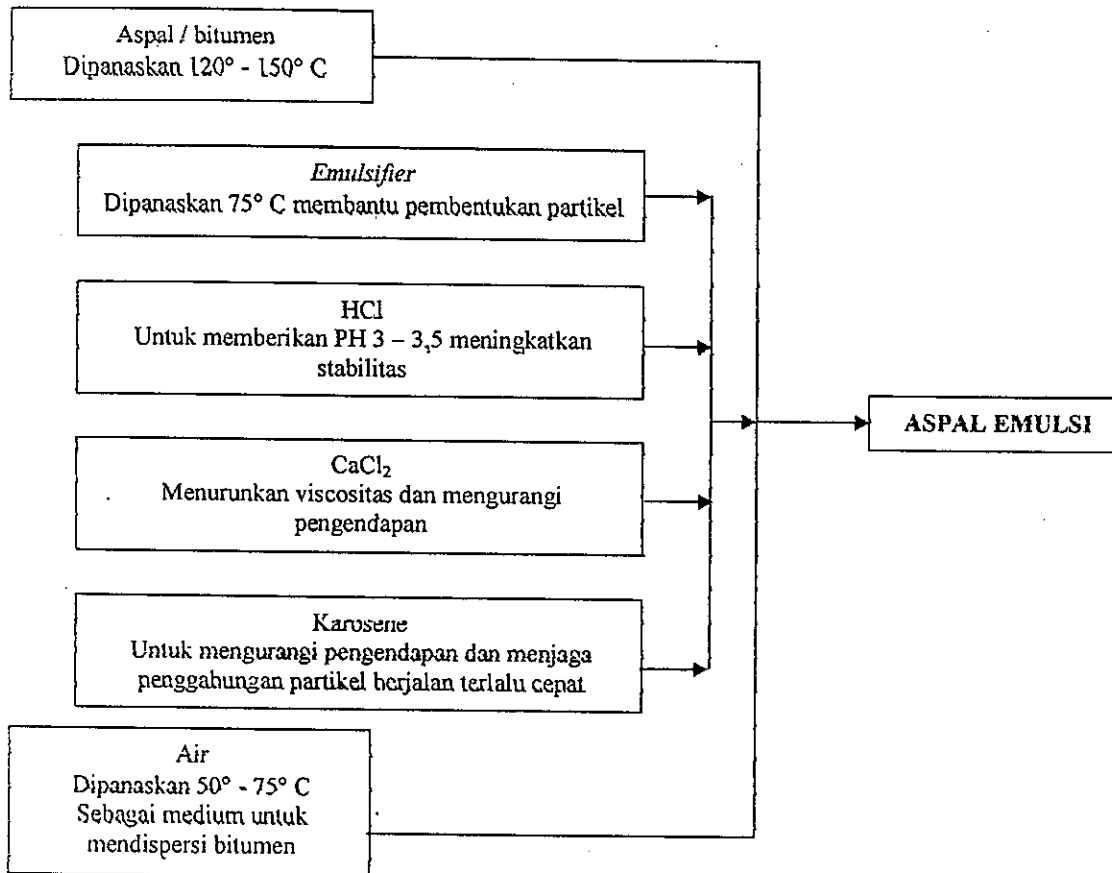 Aspal / bitumen
Dipanaskan 120° - 150° C
Emulsifier
Dipanaskan 75° C membantu pembentukan partikel
HCl
Untuk memberikan PH 3 – 3,5 meningkatkan
stabilitas
CaCl₂
Menurunkan viscositas dan mengurangi
pengendapan
ASPAL EMULSI
Karosene
Untuk mengurangi pengendapan dan menjaga
penggabungan partikel berjalan terlalu cepat
Air
Dipanaskan 50° - 75° C
Sebagai medium untuk
mendispersi bitumen